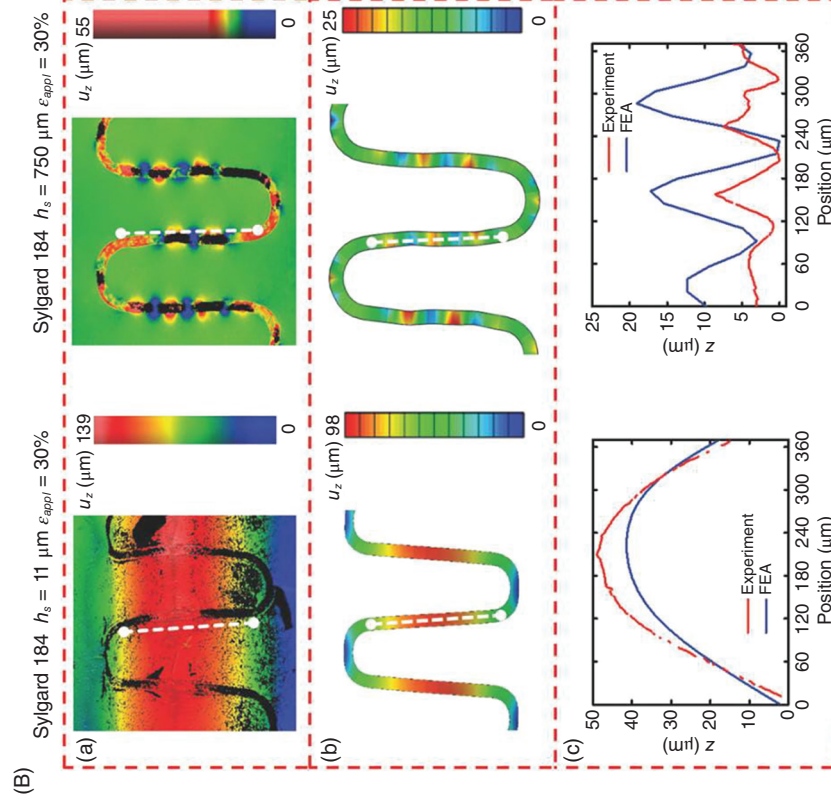 (B)
Sylgard 184 hₛ = 11 μm ε_appl = 30%
Sylgard 184 hₛ = 750 μm ε_appl = 30%
(a)
u_z (μm) 139
0
u_z (μm) 55
0
(b)
u_z (μm) 98
0
u_z (μm) 25
0
(c)
50
40
30
20
10
0
z (μm)
Experiment
FEA
0 60 120 180 240 300 360
Position (μm)
25
20
15
10
5
0
z (μm)
Experiment
FEA
0 60 120 180 240 300 360
Position (μm)